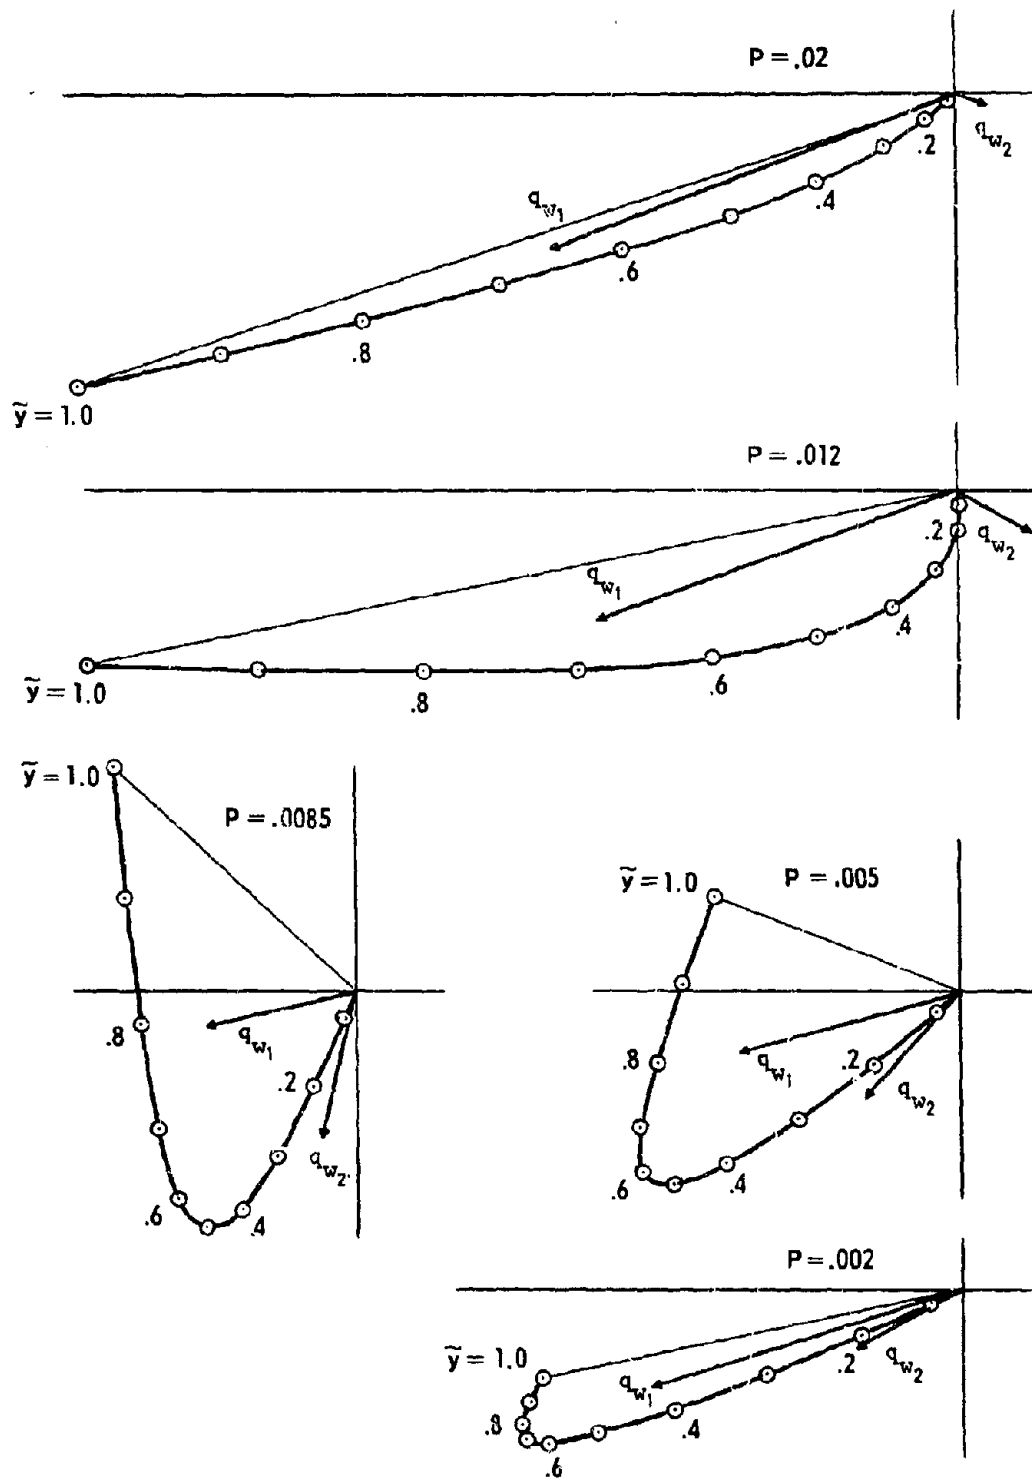 P = .02
.2
q_w₂
q_w₁
.4
.6
.8
ỹ = 1.0
P = .012
.2
q_w₂
q_w₁
.4
.6
.8
ỹ = 1.0
ỹ = 1.0
P = .0085
.8
q_w₁
.2
q_w₂
.6
.4
ỹ = 1.0
P = .005
.8
q_w₁
.2
q_w₂
.6
.4
P = .002
ỹ = 1.0
q_w₁
.2
q_w₂
.8
.4
.6